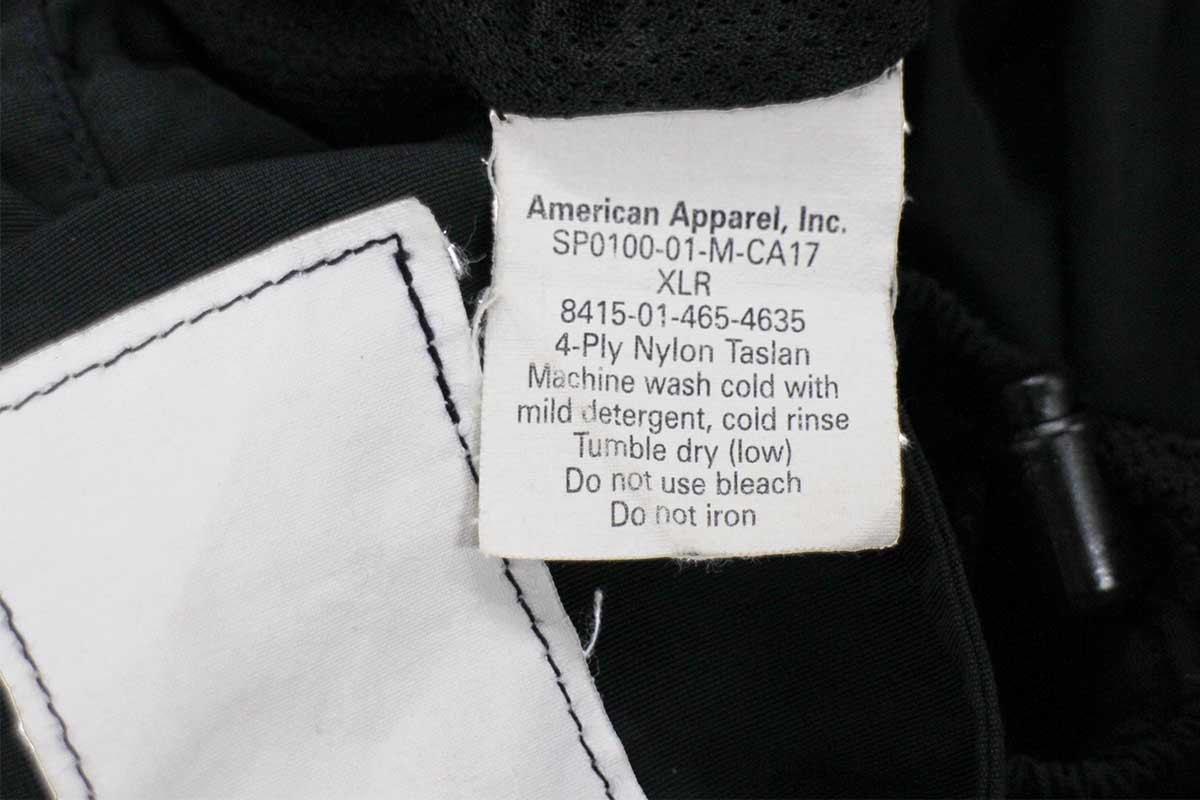 American Apparel, Inc.
SP0100-01-M-CA17
XLR
8415-01-465-4635
4-Ply Nylon Taslan
Machine wash cold with
mild detergent, cold rinse
Tumble dry (low)
Do not use bleach
Do not iron